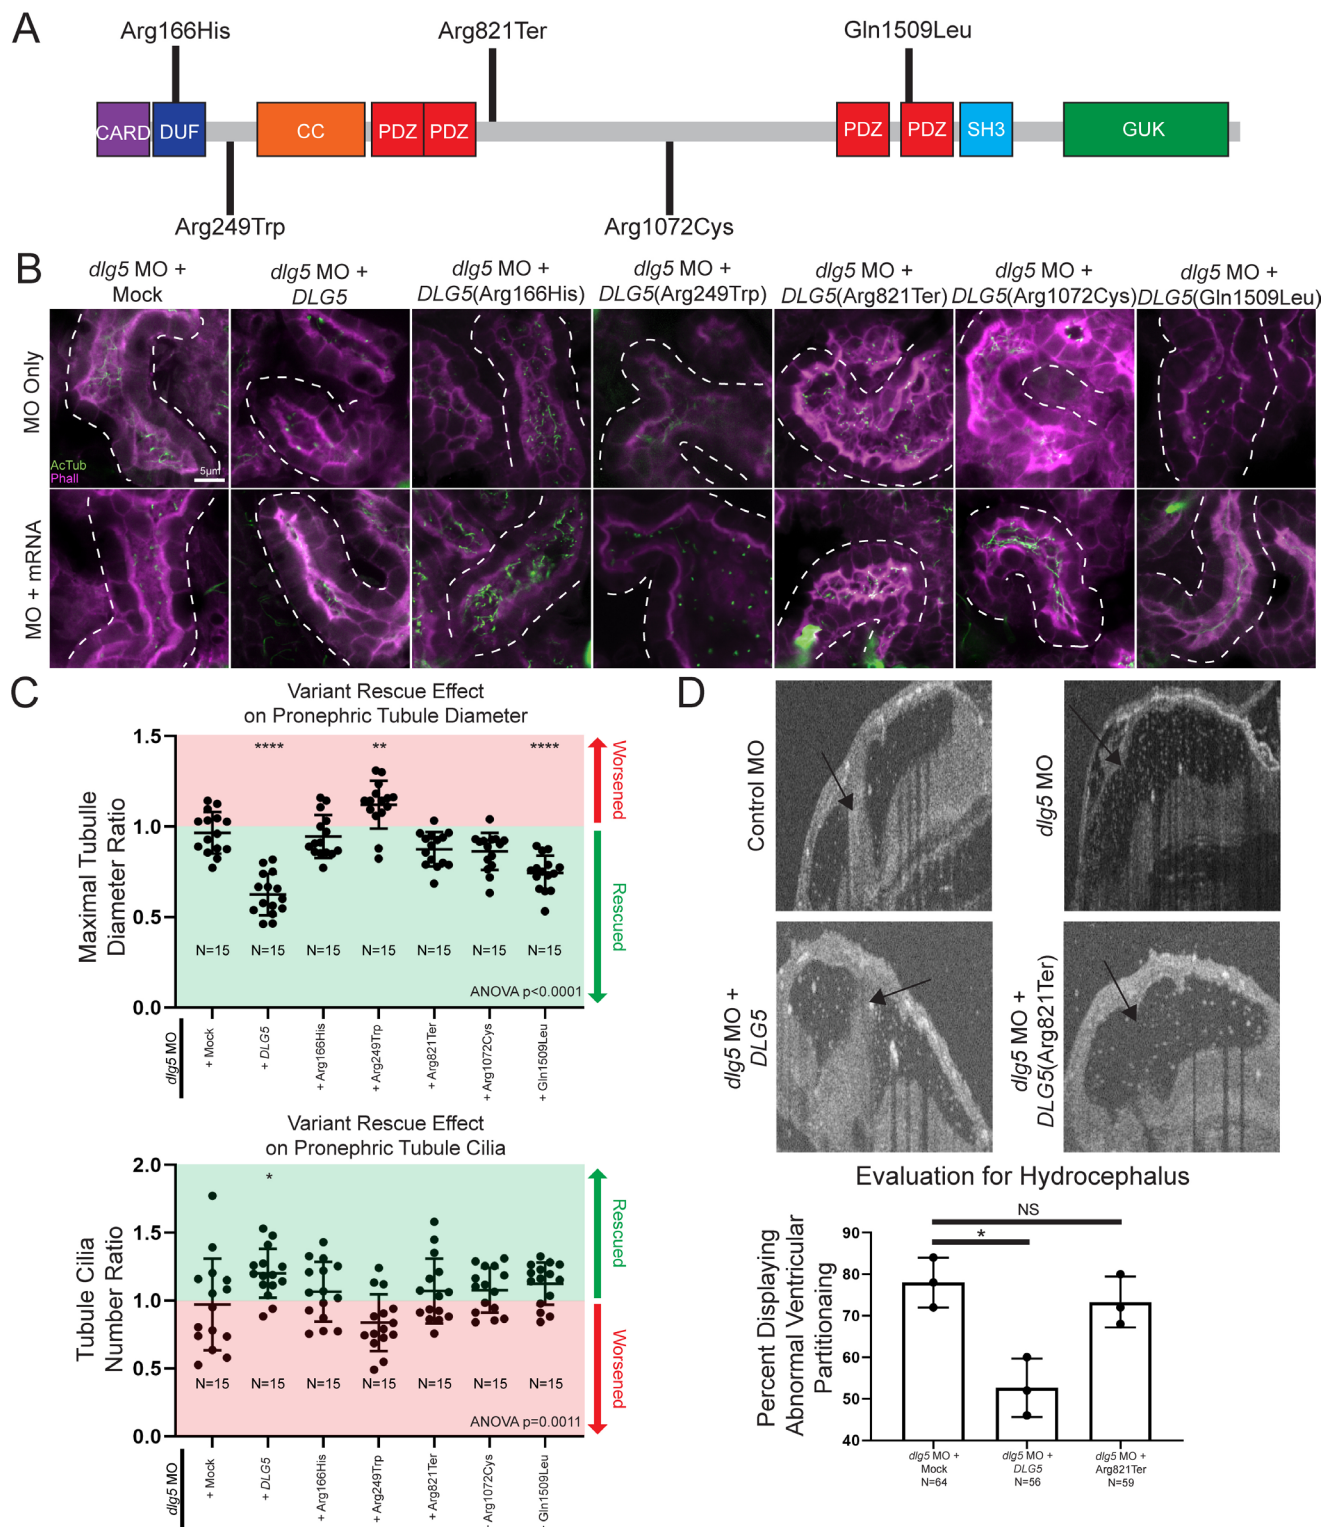 A
Arg166His
Arg821Ter
Gln1509Leu
CARD
DUF
CC
PDZ
PDZ
PDZ
PDZ
SH3
GUK
Arg249Trp
Arg1072Cys
B
dlg5 MO +
Mock
dlg5 MO +
DLG5
dlg5 MO +
DLG5(Arg166His)
dlg5 MO +
DLG5(Arg249Trp)
dlg5 MO +
DLG5(Arg821Ter)
dlg5 MO +
DLG5(Arg1072Cys)
dlg5 MO +
DLG5(Gln1509Leu)
MO Only
AcTub
Phall
5µm
MO + mRNA
C
Variant Rescue Effect
on Pronephric Tubule Diameter
Maximal Tubulle
Diameter Ratio
1.5
1.0
0.5
0.0
****
**
****
Worsened
Rescued
N=15
N=15
N=15
N=15
N=15
N=15
N=15
ANOVA p<0.0001
dlg5 MO
+ Mock
+ DLG5
+ Arg166His
+ Arg249Trp
+ Arg821Ter
+ Arg1072Cys
+ Gln1509Leu
Variant Rescue Effect
on Pronephric Tubule Cilia
Tubule Cilia
Number Ratio
2.0
1.5
1.0
0.5
0.0
*
Rescued
Worsened
N=15
N=15
N=15
N=15
N=15
N=15
N=15
ANOVA p=0.0011
dlg5 MO
+ Mock
+ DLG5
+ Arg166His
+ Arg249Trp
+ Arg821Ter
+ Arg1072Cys
+ Gln1509Leu
D
Control MO
dlg5 MO
dlg5 MO +
DLG5
dlg5 MO +
DLG5(Arg821Ter)
Evaluation for Hydrocephalus
Percent Displaying
Abnormal Ventricular
Partitionaing
90
80
70
60
50
40
NS
*
dlg5 MO +
Mock
N=64
dlg5 MO +
DLG5
N=56
dlg5 MO +
Arg821Ter
N=59